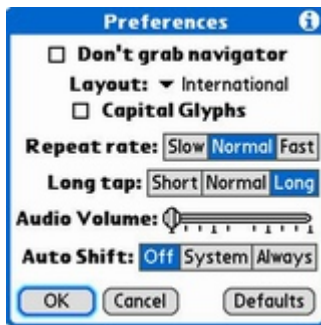 Preferences
Don't grab navigator
Layout: International
Capital Glyphs
Repeat rate: Slow Normal Fast
Long tap: Short Normal Long
Audio Volume:
Auto Shift: Off System Always
OK Cancel Defaults